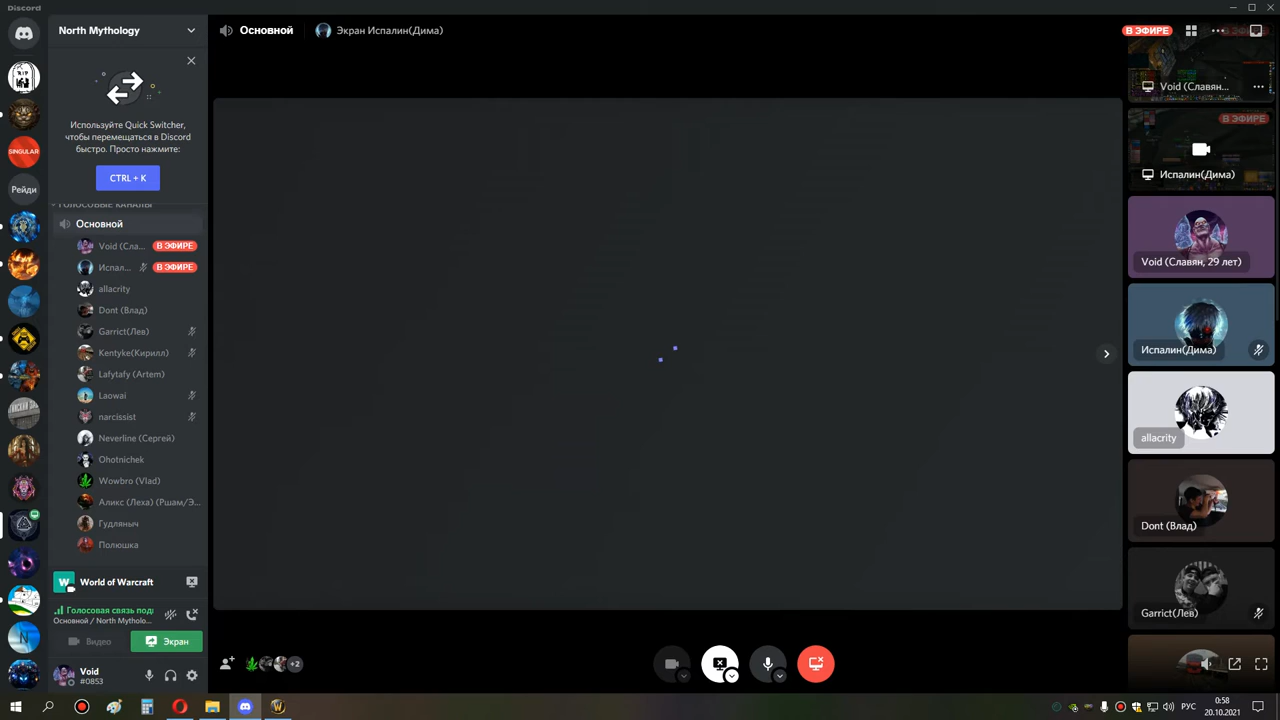 Discord
North Mythology
Основной
Экран Испалин(Дима)
В ЭФИРЕ
Используйте Quick Switcher,
чтобы перемещаться в Discord
быстро. Просто нажмите:
CTRL + K
SINGULAR
Рейди
ГОЛОСОВЫЕ КАНАЛЫ
Основной
Void (Сла... В ЭФИРЕ
Испал... В ЭФИРЕ
allacrity
Dont (Влад)
Garrict(Лев)
Kentyke(Кирилл)
Lafytafy (Artem)
Laowai
narcissist
Neverline (Сергей)
Ohotnichek
Wowbro (Vlad)
Аликс (Леха) (Ршам/Э...
Гудляныч
Полюшка
W World of Warcraft
Голосовая связь под
Основной / North Mytholo...
Видео
Экран
Void
#0853
+2
Void (Славян...
В ЭФИРЕ
Испалин(Дима)
Void (Славян, 29 лет)
Испалин(Дима)
allacrity
Dont (Влад)
Garrict(Лев)
РУС
0:58
20.10.2021